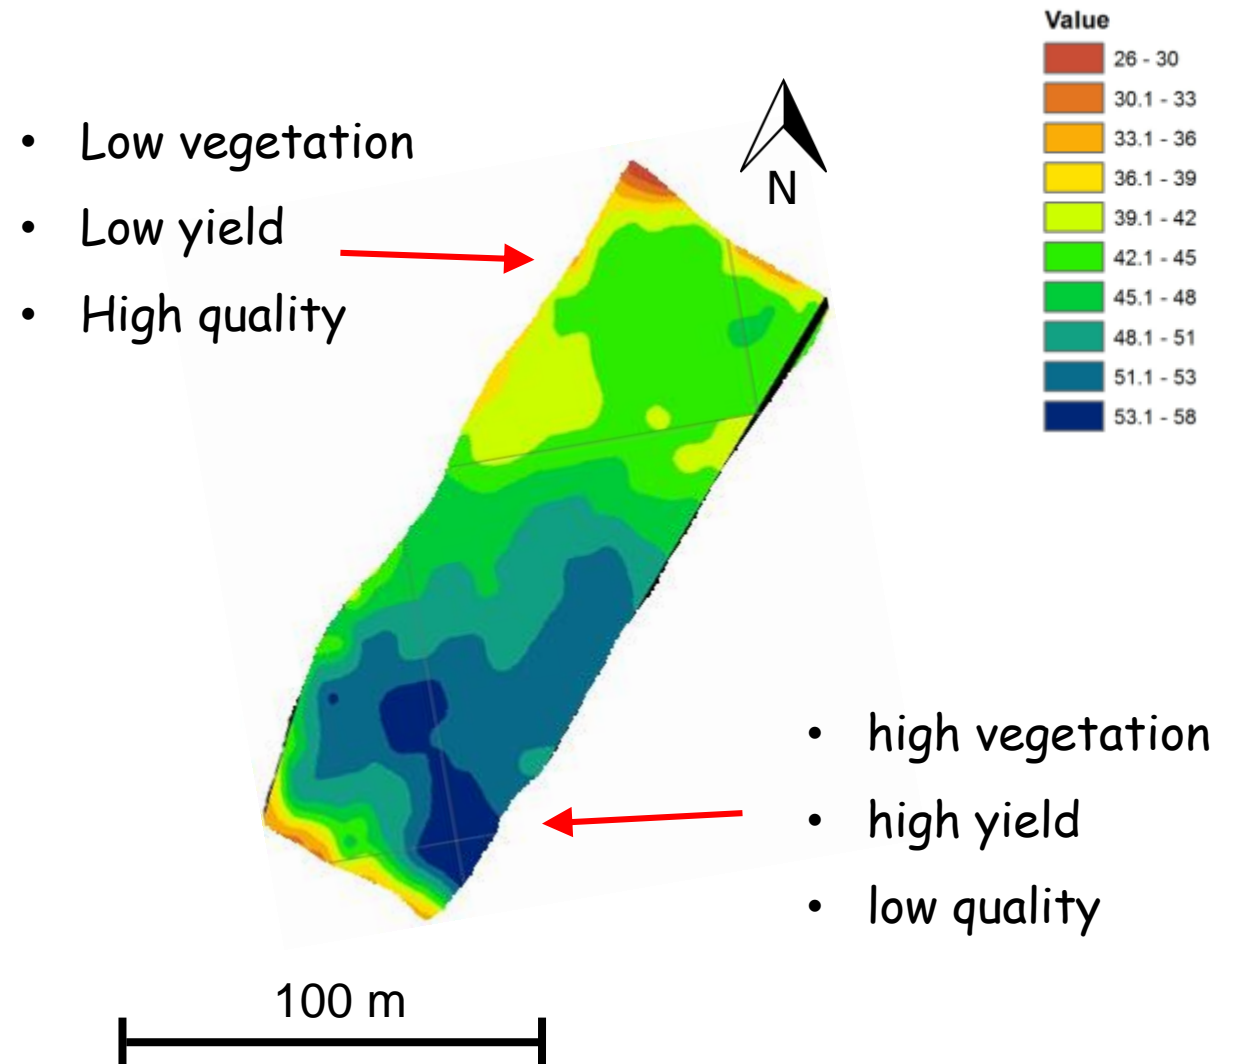 Value
26 - 30
30.1 - 33
33.1 - 36
36.1 - 39
39.1 - 42
42.1 - 45
45.1 - 48
48.1 - 51
51.1 - 53
53.1 - 58
N
• Low vegetation
• Low yield
• High quality
• high vegetation
• high yield
• low quality
100 m